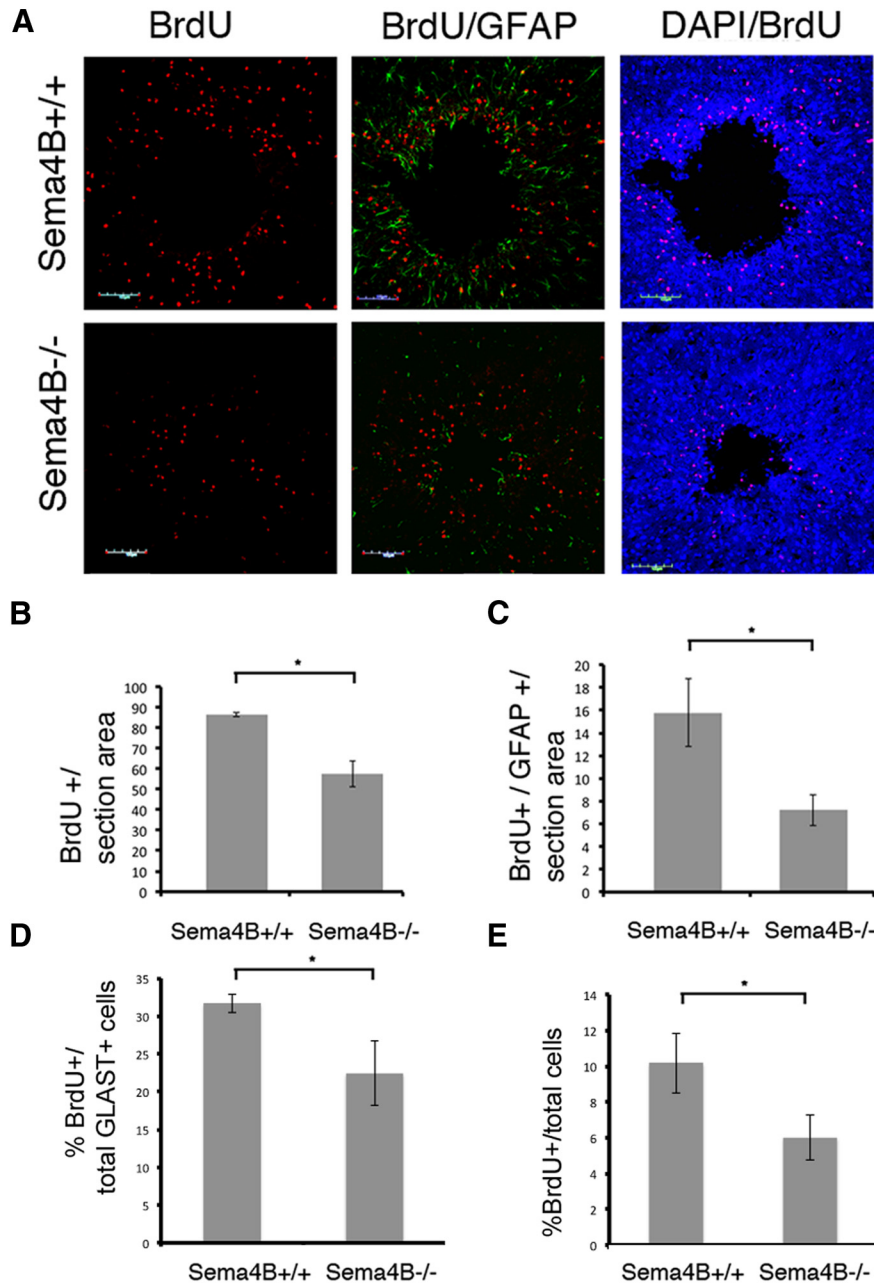 A
BrdU
BrdU/GFAP
DAPI/BrdU
Sema4B+/+
Sema4B-/-
B
*
BrdU +/
section area
100
90
80
70
60
50
40
30
20
10
0
Sema4B+/+ Sema4B-/-
C
*
BrdU+ / GFAP +/
section area
20
18
16
14
12
10
8
6
4
2
0
Sema4B+/+ Sema4B-/-
D
*
% BrdU+/
total GLAST+ cells
35
30
25
20
15
10
5
0
Sema4B+/+ Sema4B-/-
E
*
%BrdU+/total cells
14
12
10
8
6
4
2
0
Sema4B+/+ Sema4B-/-